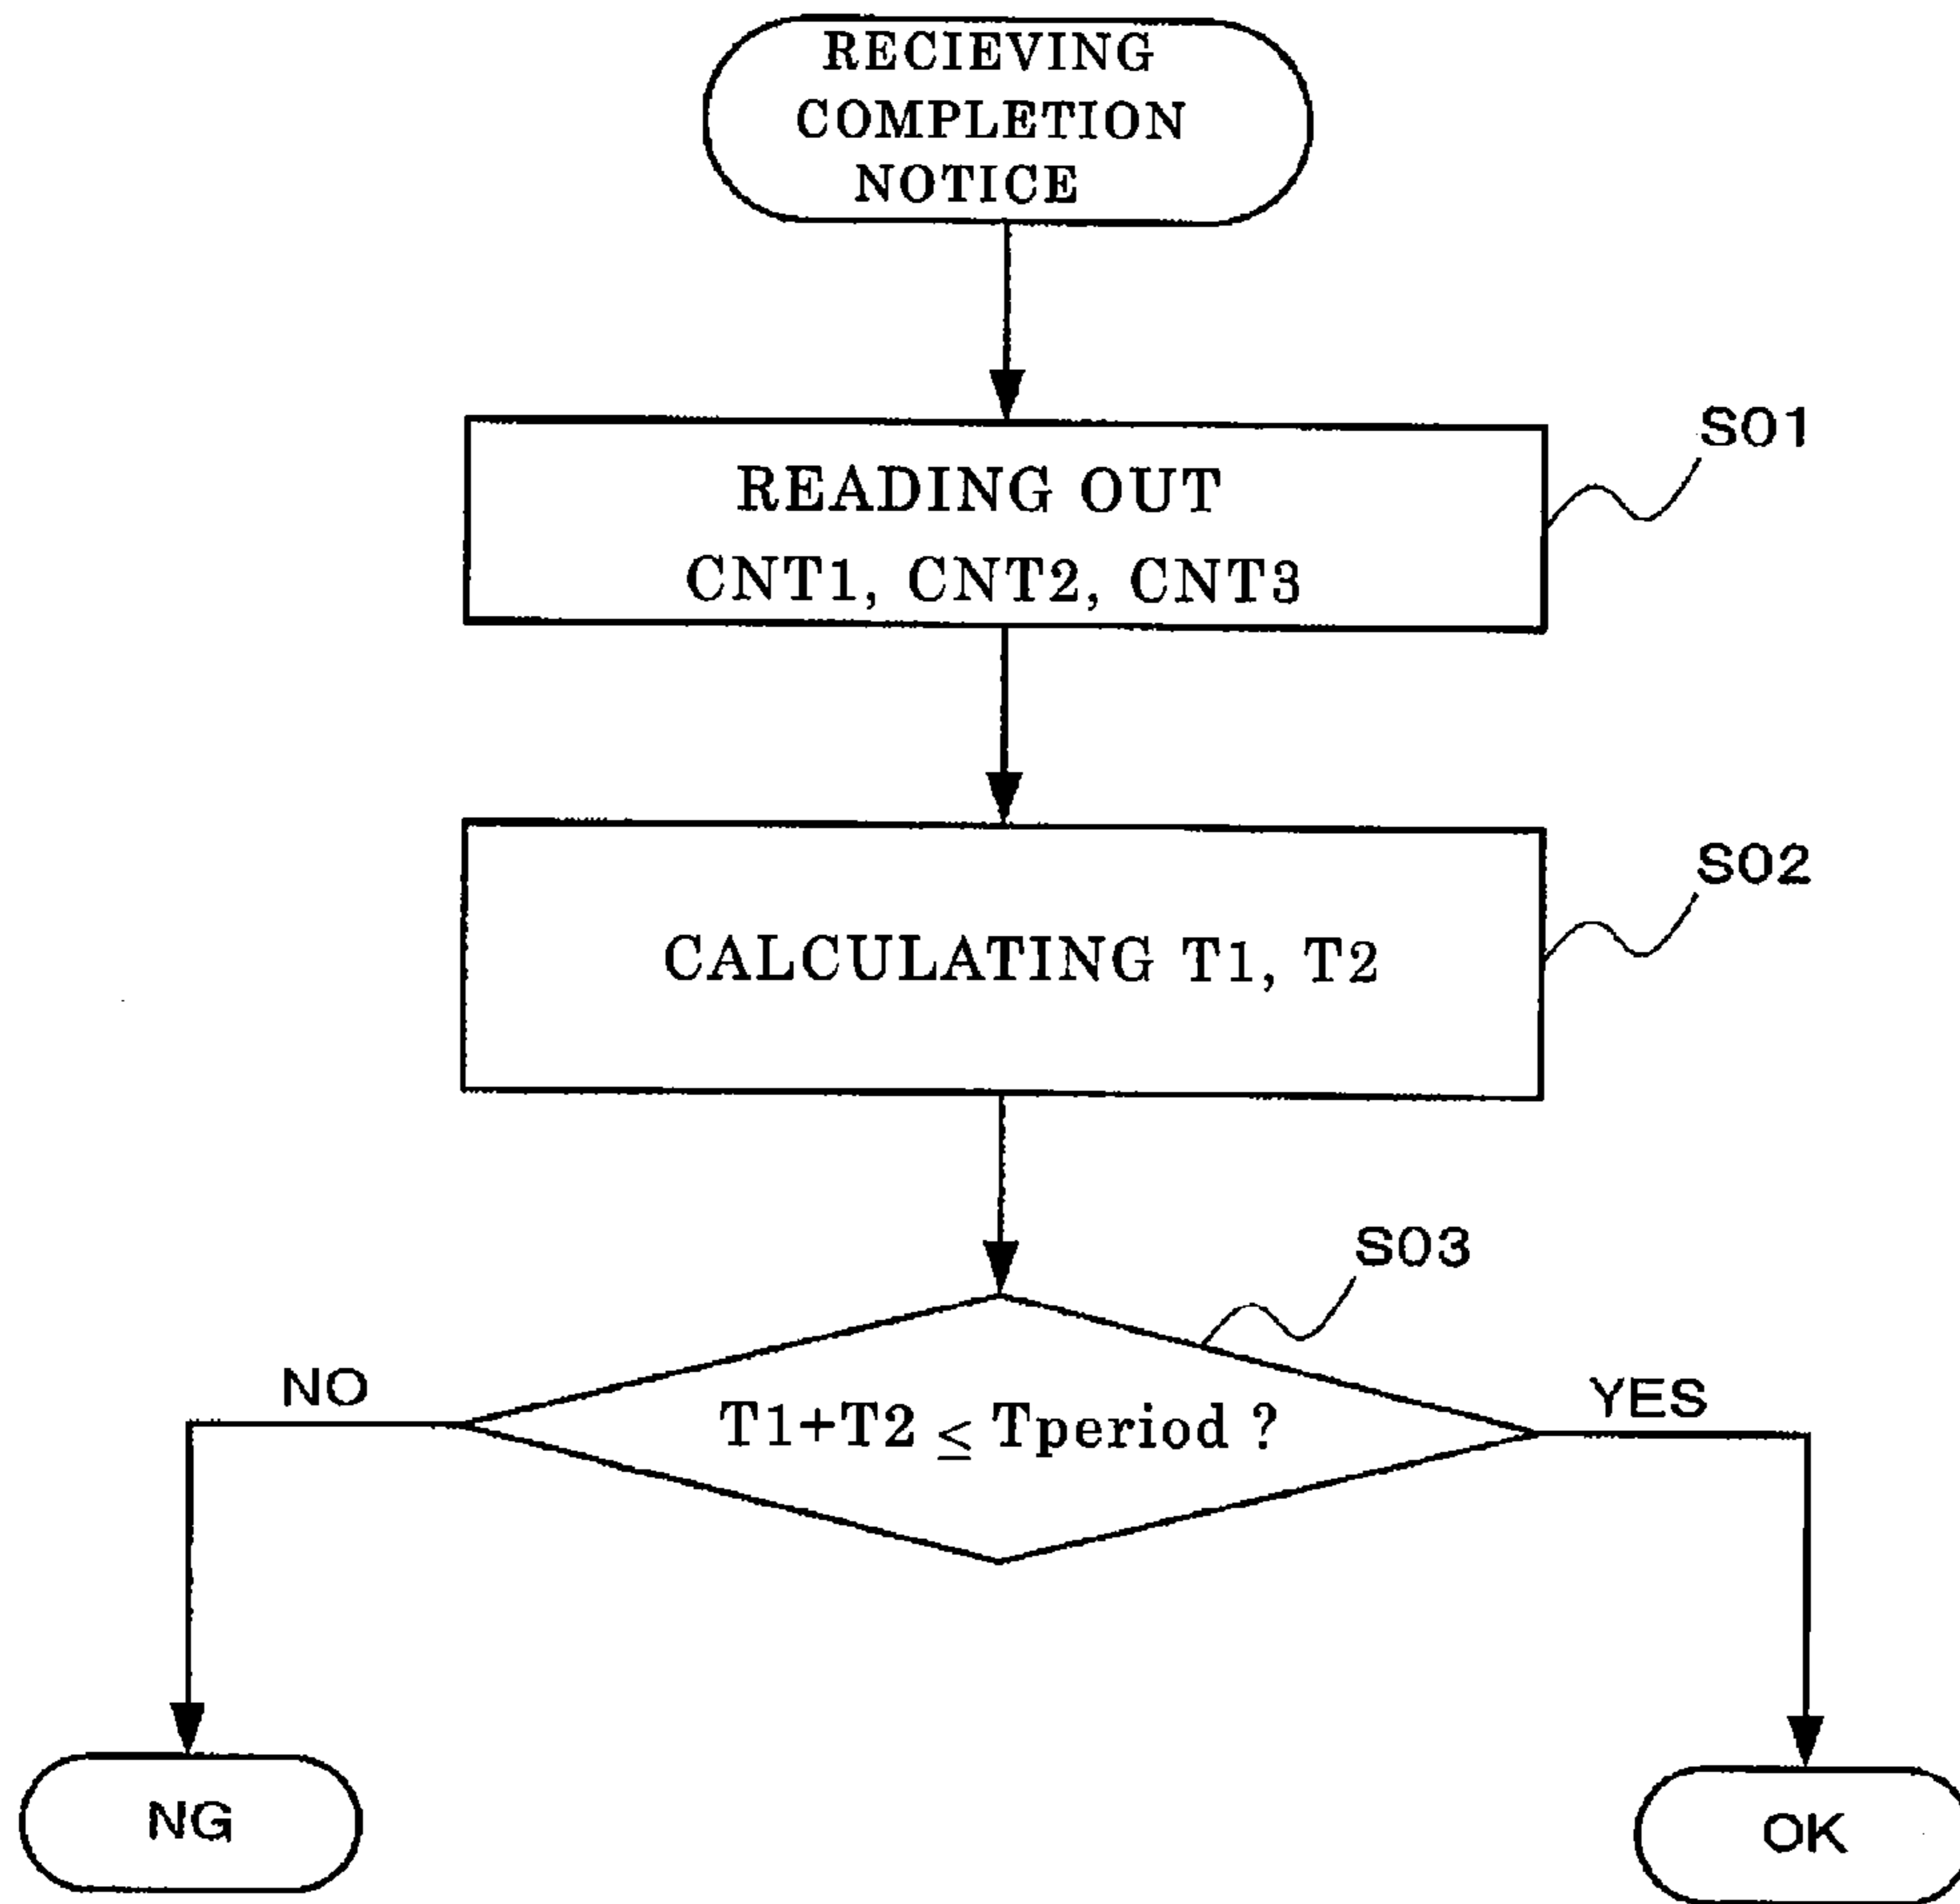 RECIEVING
COMPLETION
NOTICE
S01
READING OUT
CNT1, CNT2, CNT3
S02
CALCULATING T1, T2
S03
NO
T1+T2 ≤ Tperiod ?
YES
NG
OK